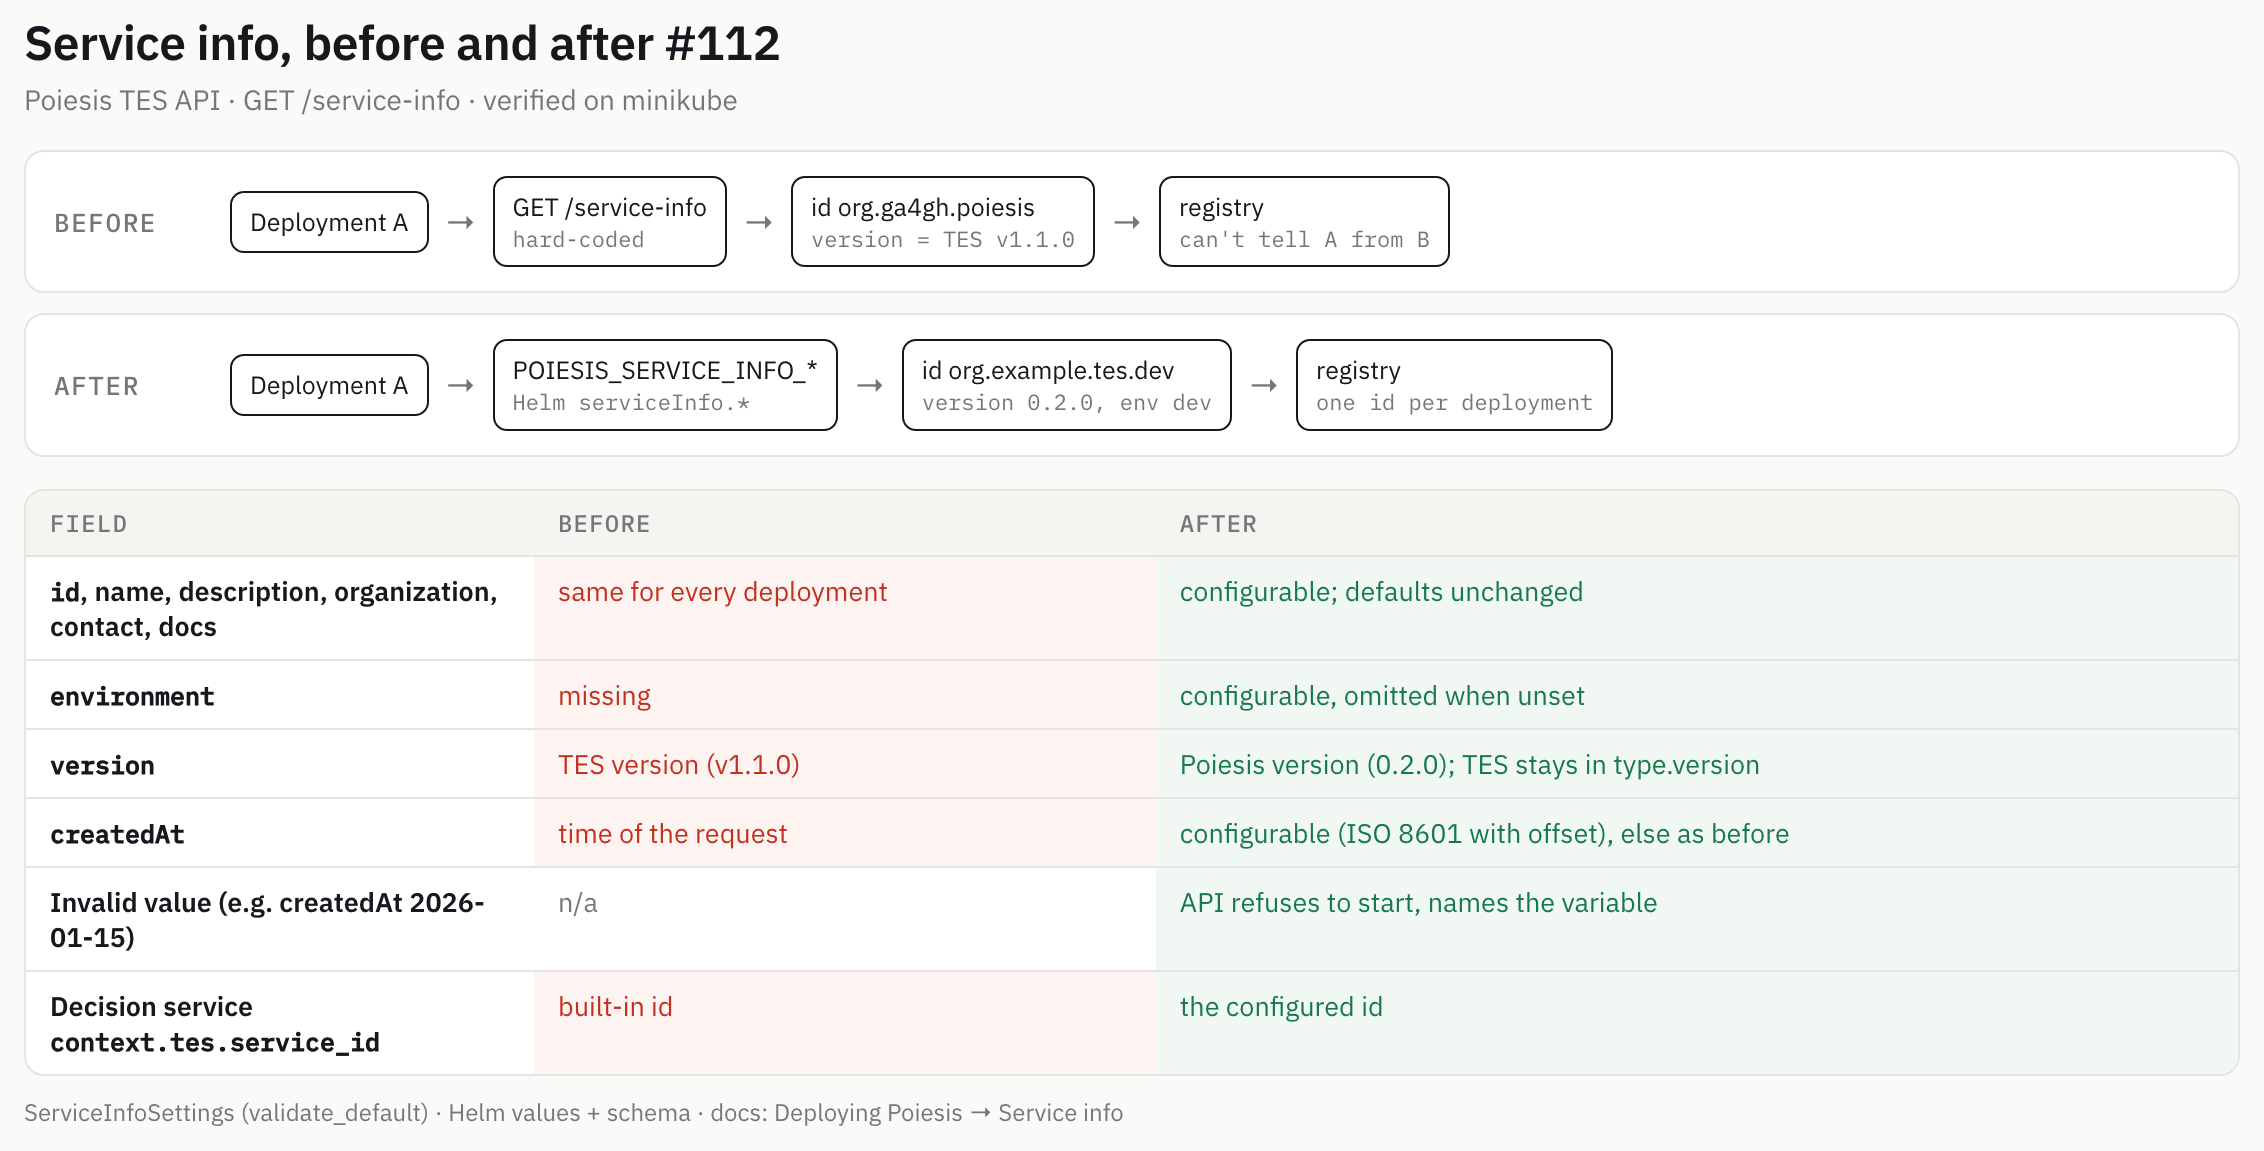 Service info, before and after #112
Poiesis TES API · GET /service-info · verified on minikube
BEFORE
Deployment A
→
GET /service-info
hard-coded
→
id org.ga4gh.poiesis
version = TES v1.1.0
→
registry
can't tell A from B
AFTER
Deployment A
→
POIESIS_SERVICE_INFO_*
Helm serviceInfo.*
→
id org.example.tes.dev
version 0.2.0, env dev
→
registry
one id per deployment
FIELD BEFORE AFTER
id, name, description, organization,
contact, docs
same for every deployment
configurable; defaults unchanged
environment
missing
configurable, omitted when unset
version
TES version (v1.1.0)
Poiesis version (0.2.0); TES stays in type.version
createdAt
time of the request
configurable (ISO 8601 with offset), else as before
Invalid value (e.g. createdAt 2026-
01-15)
n/a
API refuses to start, names the variable
Decision service
context.tes.service_id
built-in id
the configured id
ServiceInfoSettings (validate_default) · Helm values + schema · docs: Deploying Poiesis → Service info